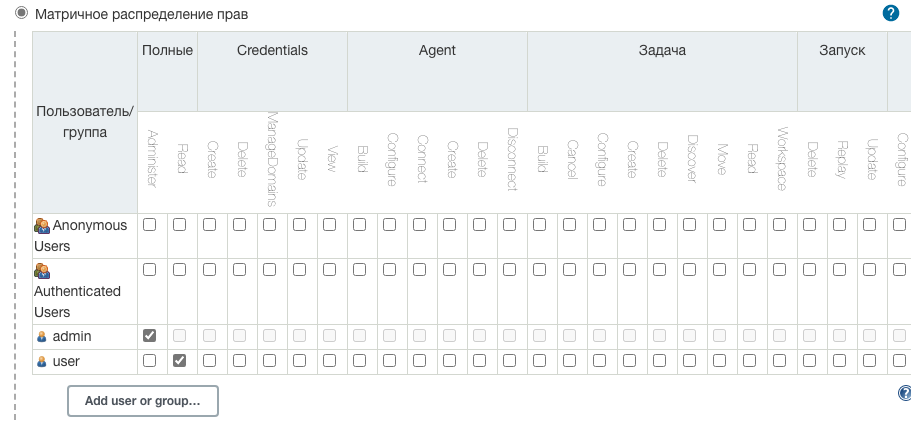 Матричное распределение прав
Пользователь/
группа
Полные
Credentials
Agent
Задача
Запуск
Administer
Read
Create
Delete
ManageDomains
Update
View
Build
Configure
Connect
Create
Delete
Disconnect
Build
Cancel
Configure
Create
Delete
Discover
Move
Read
Workspace
Delete
Replay
Update
Configure
Anonymous
Users
Authenticated
Users
admin
user
Add user or group...